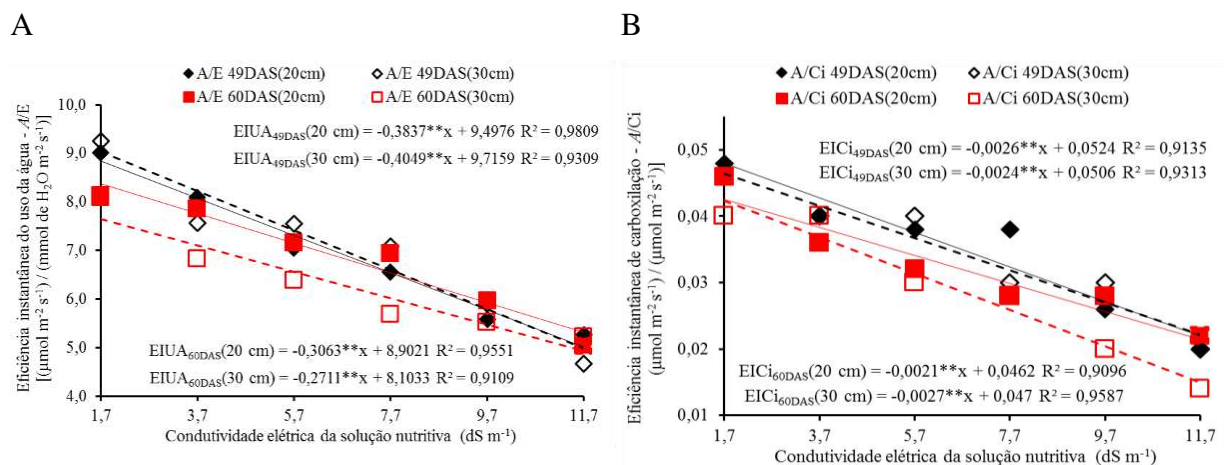 A
A/E 49DAS(20cm) A/E 49DAS(30cm)
A/E 60DAS(20cm) A/E 60DAS(30cm)
Eficiência instantânea do uso da água - A/E
[(µmol m⁻² s⁻¹) / (mmol de H₂O m⁻² s⁻¹)]
10,0
9,0
8,0
7,0
6,0
5,0
4,0
EIUA₄₉DAS(20 cm) = -0,3837**x + 9,4976 R² = 0,9809
EIUA₄₉DAS(30 cm) = -0,4049**x + 9,7159 R² = 0,9309
EIUA₆₀DAS(20 cm) = -0,3063**x + 8,9021 R² = 0,9551
EIUA₆₀DAS(30 cm) = -0,2711**x + 8,1033 R² = 0,9109
1,7 3,7 5,7 7,7 9,7 11,7
Condutividade elétrica da solução nutritiva (dS m⁻¹)
B
A/Ci 49DAS(20cm) A/Ci 49DAS(30cm)
A/Ci 60DAS(20cm) A/Ci 60DAS(30cm)
Eficiência instantânea de carboxilação - A/Ci
(µmol m⁻² s⁻¹) / (µmol m⁻² s⁻¹)]
0,05
0,04
0,03
0,02
0,01
EICi₄₉DAS(20 cm) = -0,0026**x + 0,0524 R² = 0,9135
EICi₄₉DAS(30 cm) = -0,0024**x + 0,0506 R² = 0,9313
EICi₆₀DAS(20 cm) = -0,0021**x + 0,0462 R² = 0,9096
EICi₆₀DAS(30 cm) = -0,0027**x + 0,047 R² = 0,9587
1,7 3,7 5,7 7,7 9,7 11,7
Condutividade elétrica da solução nutritiva (dS m⁻¹)